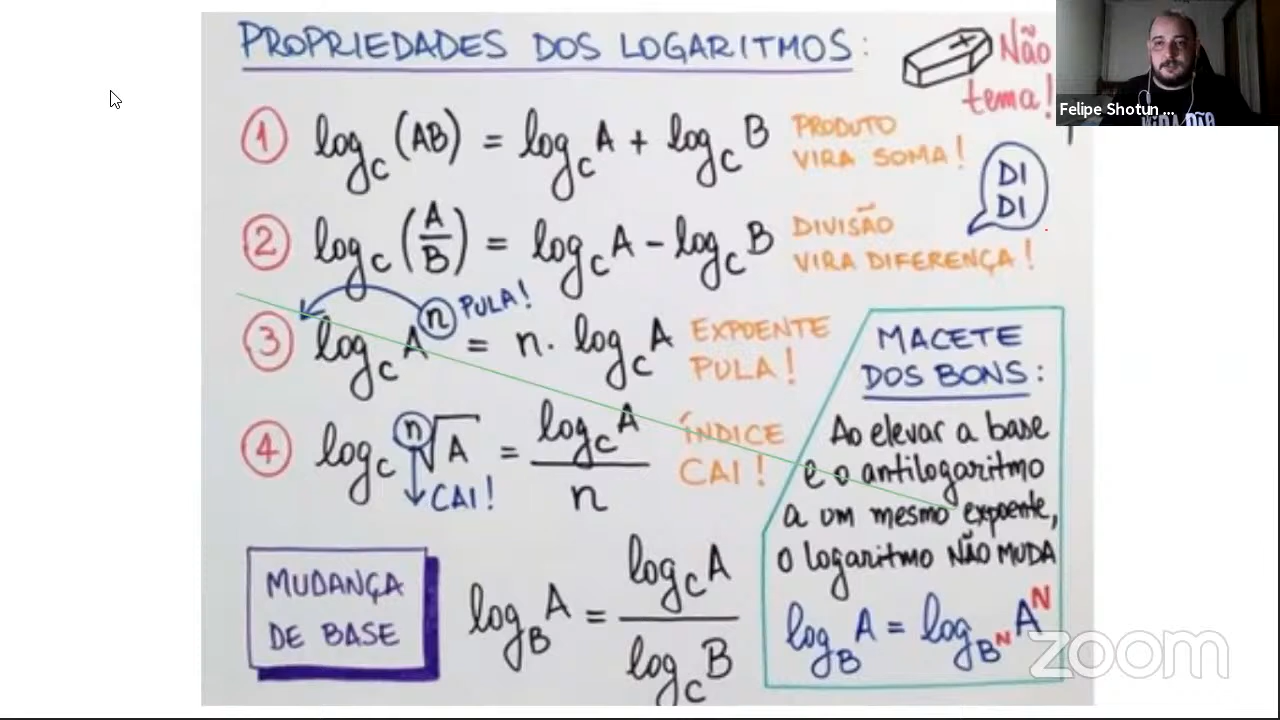 PROPRIEDADES DOS LOGARITMOS:
Não
tema!
Felipe Shotun ...
1 log_C (AB) = log_C A + log_C B PRODUTO
VIRA SOMA!
DI
DI
2 log_C (A/B) = log_C A - log_C B DIVISÃO
VIRA DIFERENÇA!
PULA!
3 log_C A^n = n. log_C A EXPOENTE
PULA!
4 log_C ⁿ√A = log_C A / n ÍNDICE
CAI!
CAI!
MACETE
DOS BONS:
Ao elevar a base
e o antilogaritmo
a um mesmo expoente,
o logaritmo NÃO MUDA
log_B A = log_B^N A^N
MUDANÇA
DE BASE
log_B A = log_C A / log_C B
zoom